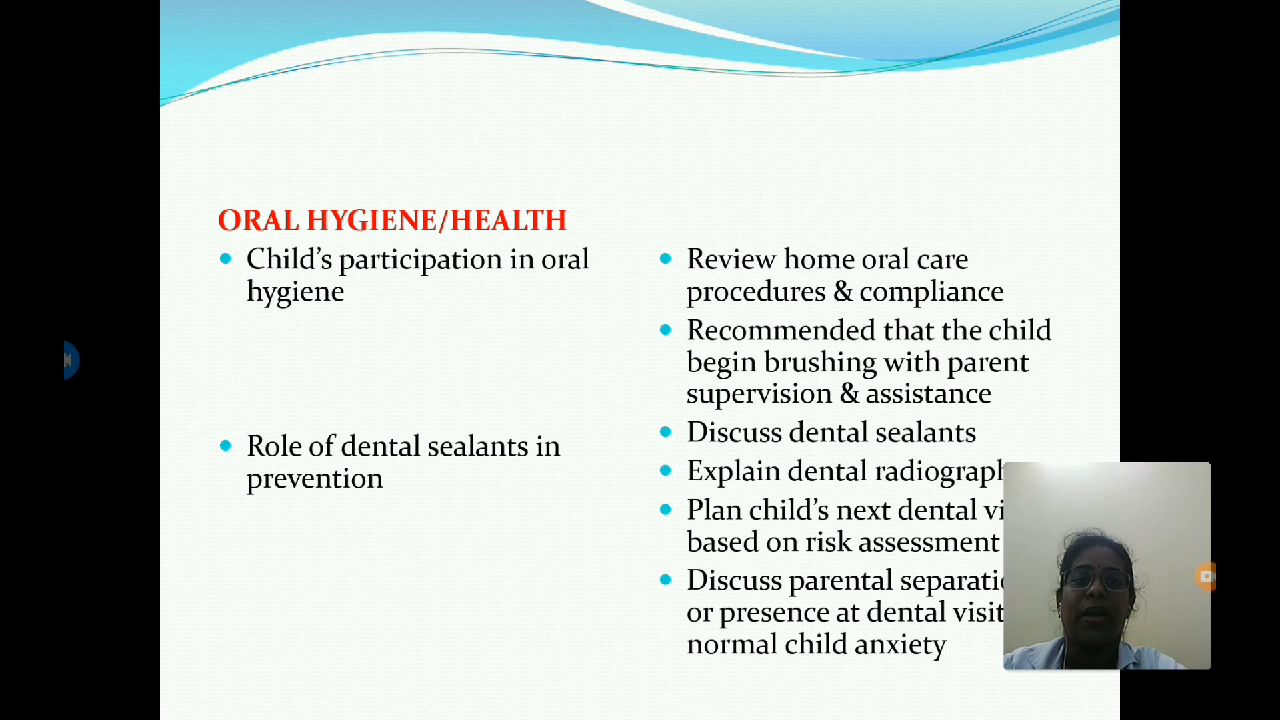 ORAL HYGIENE/HEALTH
Child’s participation in oral
hygiene
Role of dental sealants in
prevention
Review home oral care
procedures & compliance
Recommended that the child
begin brushing with parent
supervision & assistance
Discuss dental sealants
Explain dental
Plan child’s next dental
based on risk assessment
Discuss parental
or presence at dental
normal child anxiety